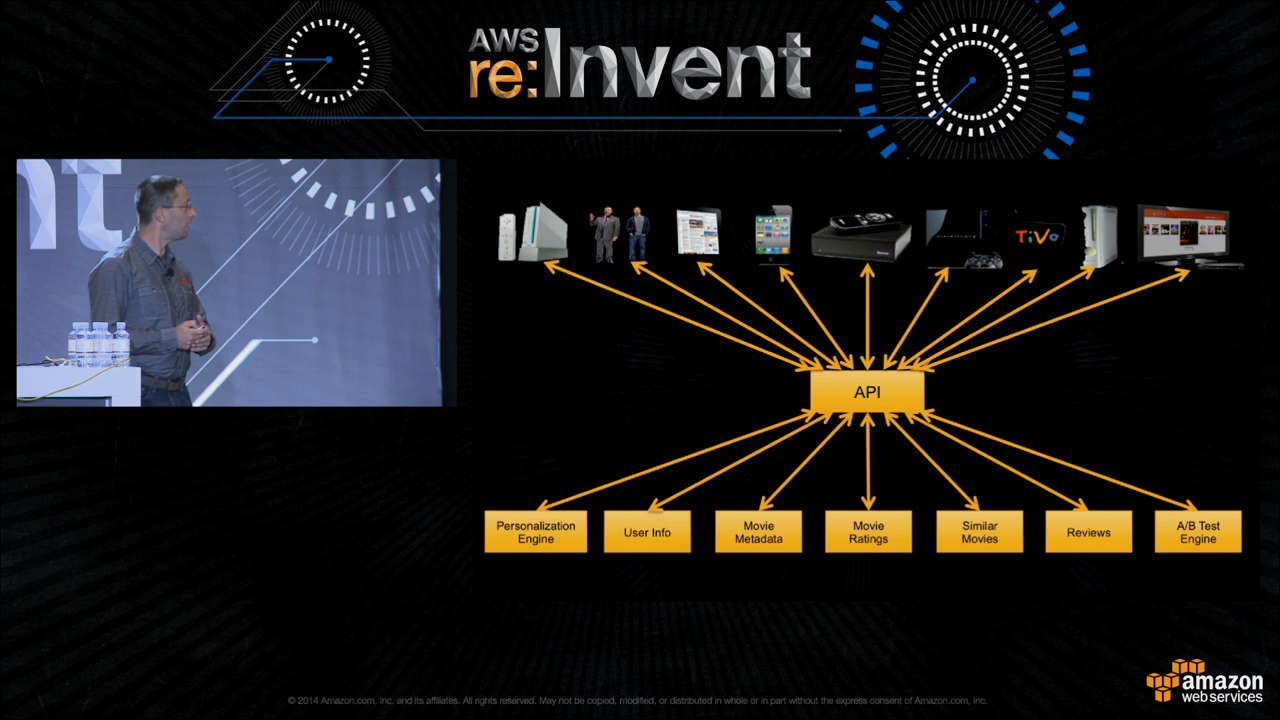 AWS
re:Invent
nt
TiVo
API
Personalization
Engine
User Info
Movie
Metadata
Movie
Ratings
Similar
Movies
Reviews
A/B Test
Engine
amazon
web services
© 2014 Amazon.com, Inc. and its affiliates. All rights reserved. May not be copied, modified, or distributed in whole or in part without the express consent of Amazon.com, Inc.